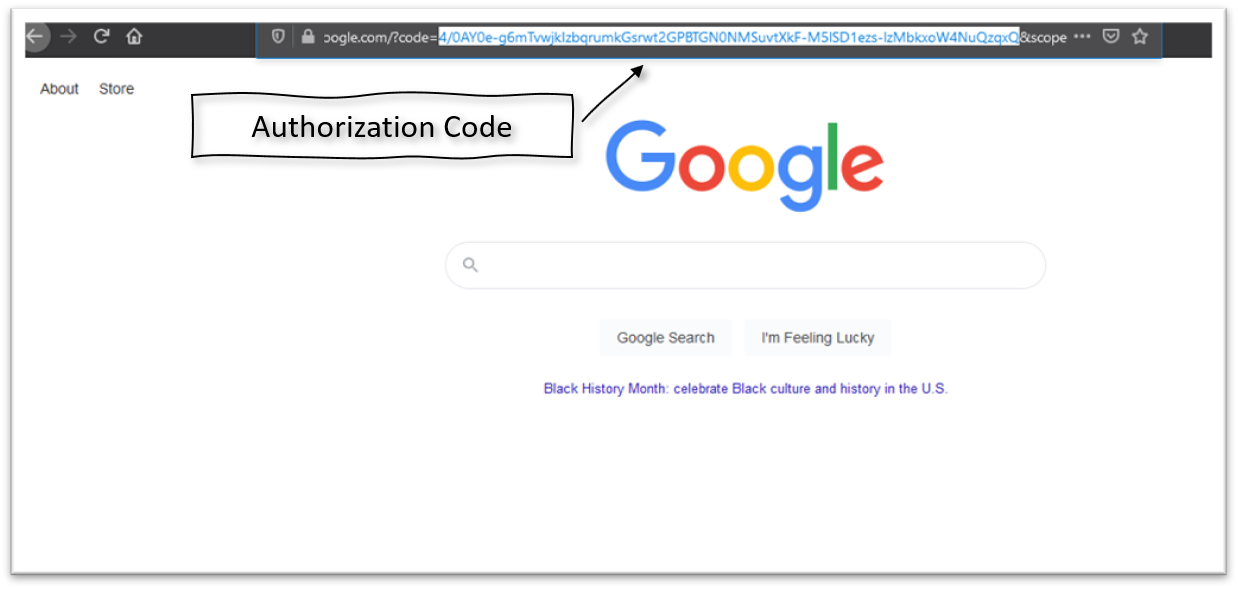 oogle.com/?code=4/0AY0e-g6mTvwjkIzbqrumkGsrwt2GPBTGN0NMSuvtXkF-M5ISD1ezs-IzMbkxoW4NuQzqxQ&scope
About Store
Authorization Code
Google
Google Search I'm Feeling Lucky
Black History Month: celebrate Black culture and history in the U.S.